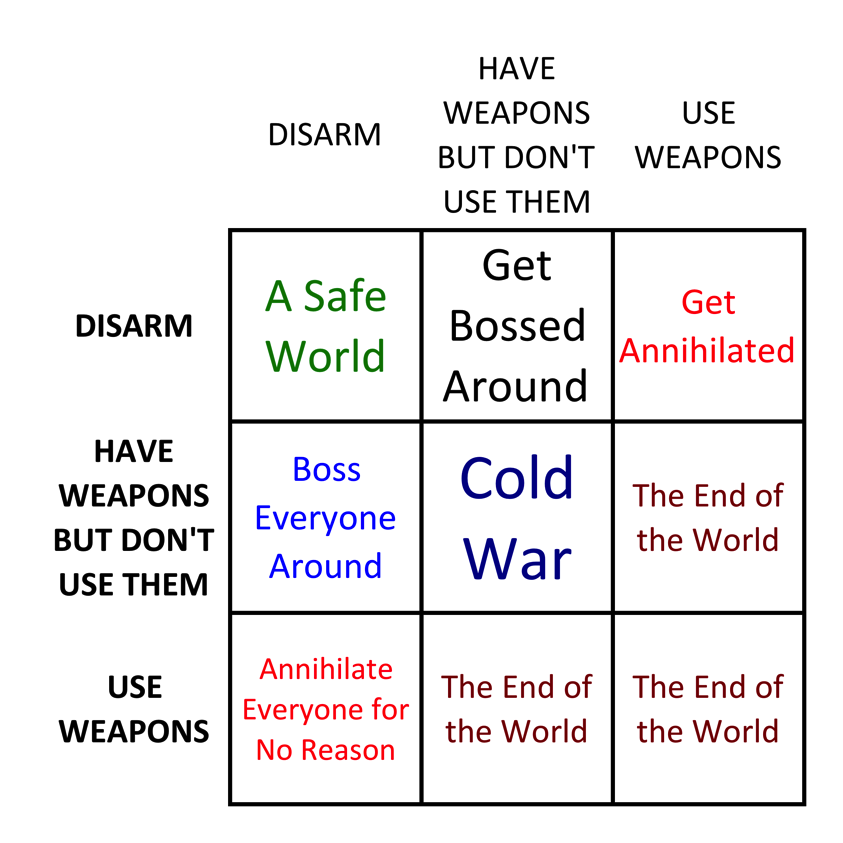 DISARM
HAVE
WEAPONS
BUT DON'T
USE THEM
USE
WEAPONS
DISARM
A Safe
World
Get
Bossed
Around
Get
Annihilated
HAVE
WEAPONS
BUT DON'T
USE THEM
Boss
Everyone
Around
Cold
War
The End of
the World
USE
WEAPONS
Annihilate
Everyone for
No Reason
The End of
the World
The End of
the World